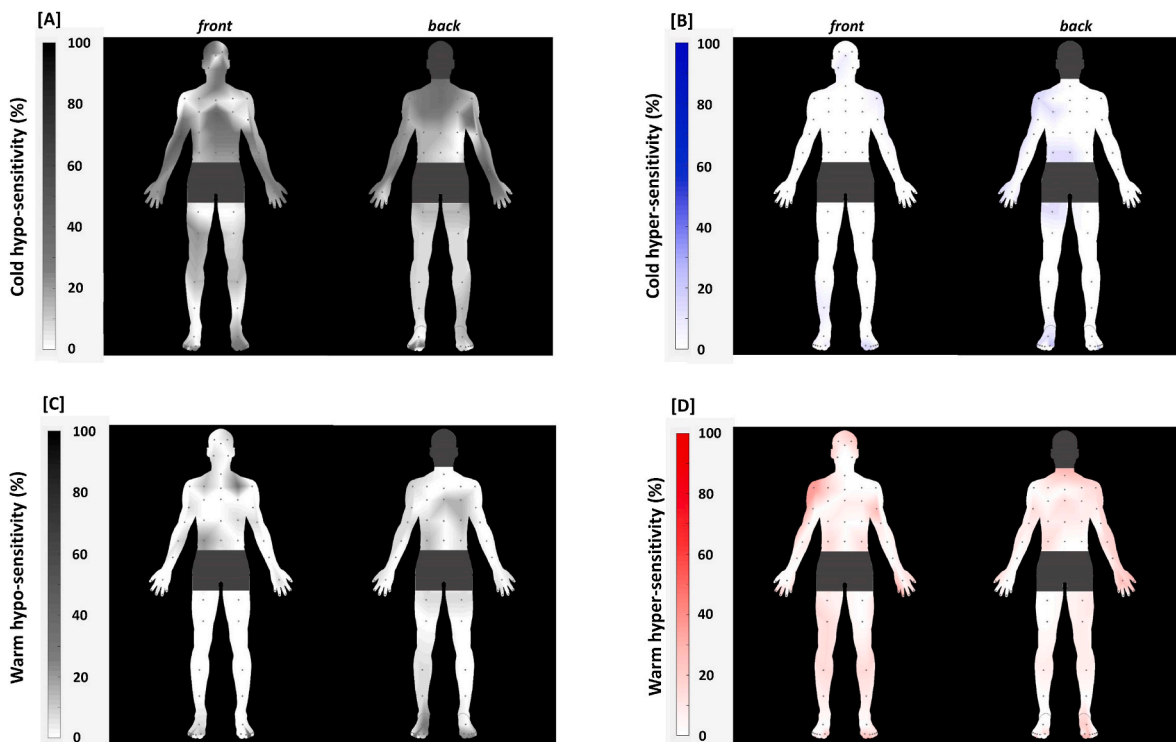 [A]
front
back
Cold hypo-sensitivity (%)
100
80
60
40
20
0
[B]
front
back
Cold hyper-sensitivity (%)
100
80
60
40
20
0
[C]
Warm hypo-sensitivity (%)
100
80
60
40
20
0
[D]
Warm hyper-sensitivity (%)
100
80
60
40
20
0